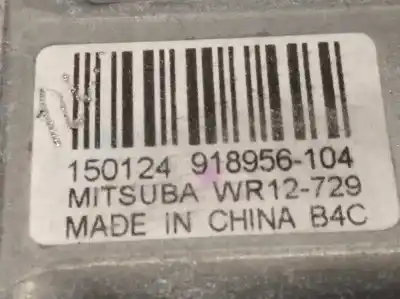 150124 918956-104
MITSUBA WR12-729
MADE IN CHINA B4C